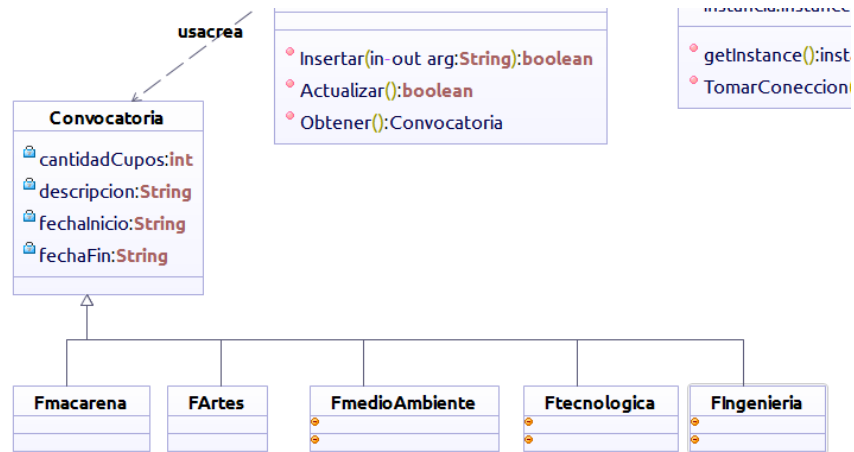 usacrea
Insertar(in-out arg:String):boolean
Actualizar():boolean
Obtener():Convocatoria
getInstance():inst
TomarConeccion(
Convocatoria
cantidadCupos:int
descripcion:String
fechaInicio:String
fechaFin:String
Fmacarena
FArtes
FmedioAmbiente
Ftecnologica
FIngenieria